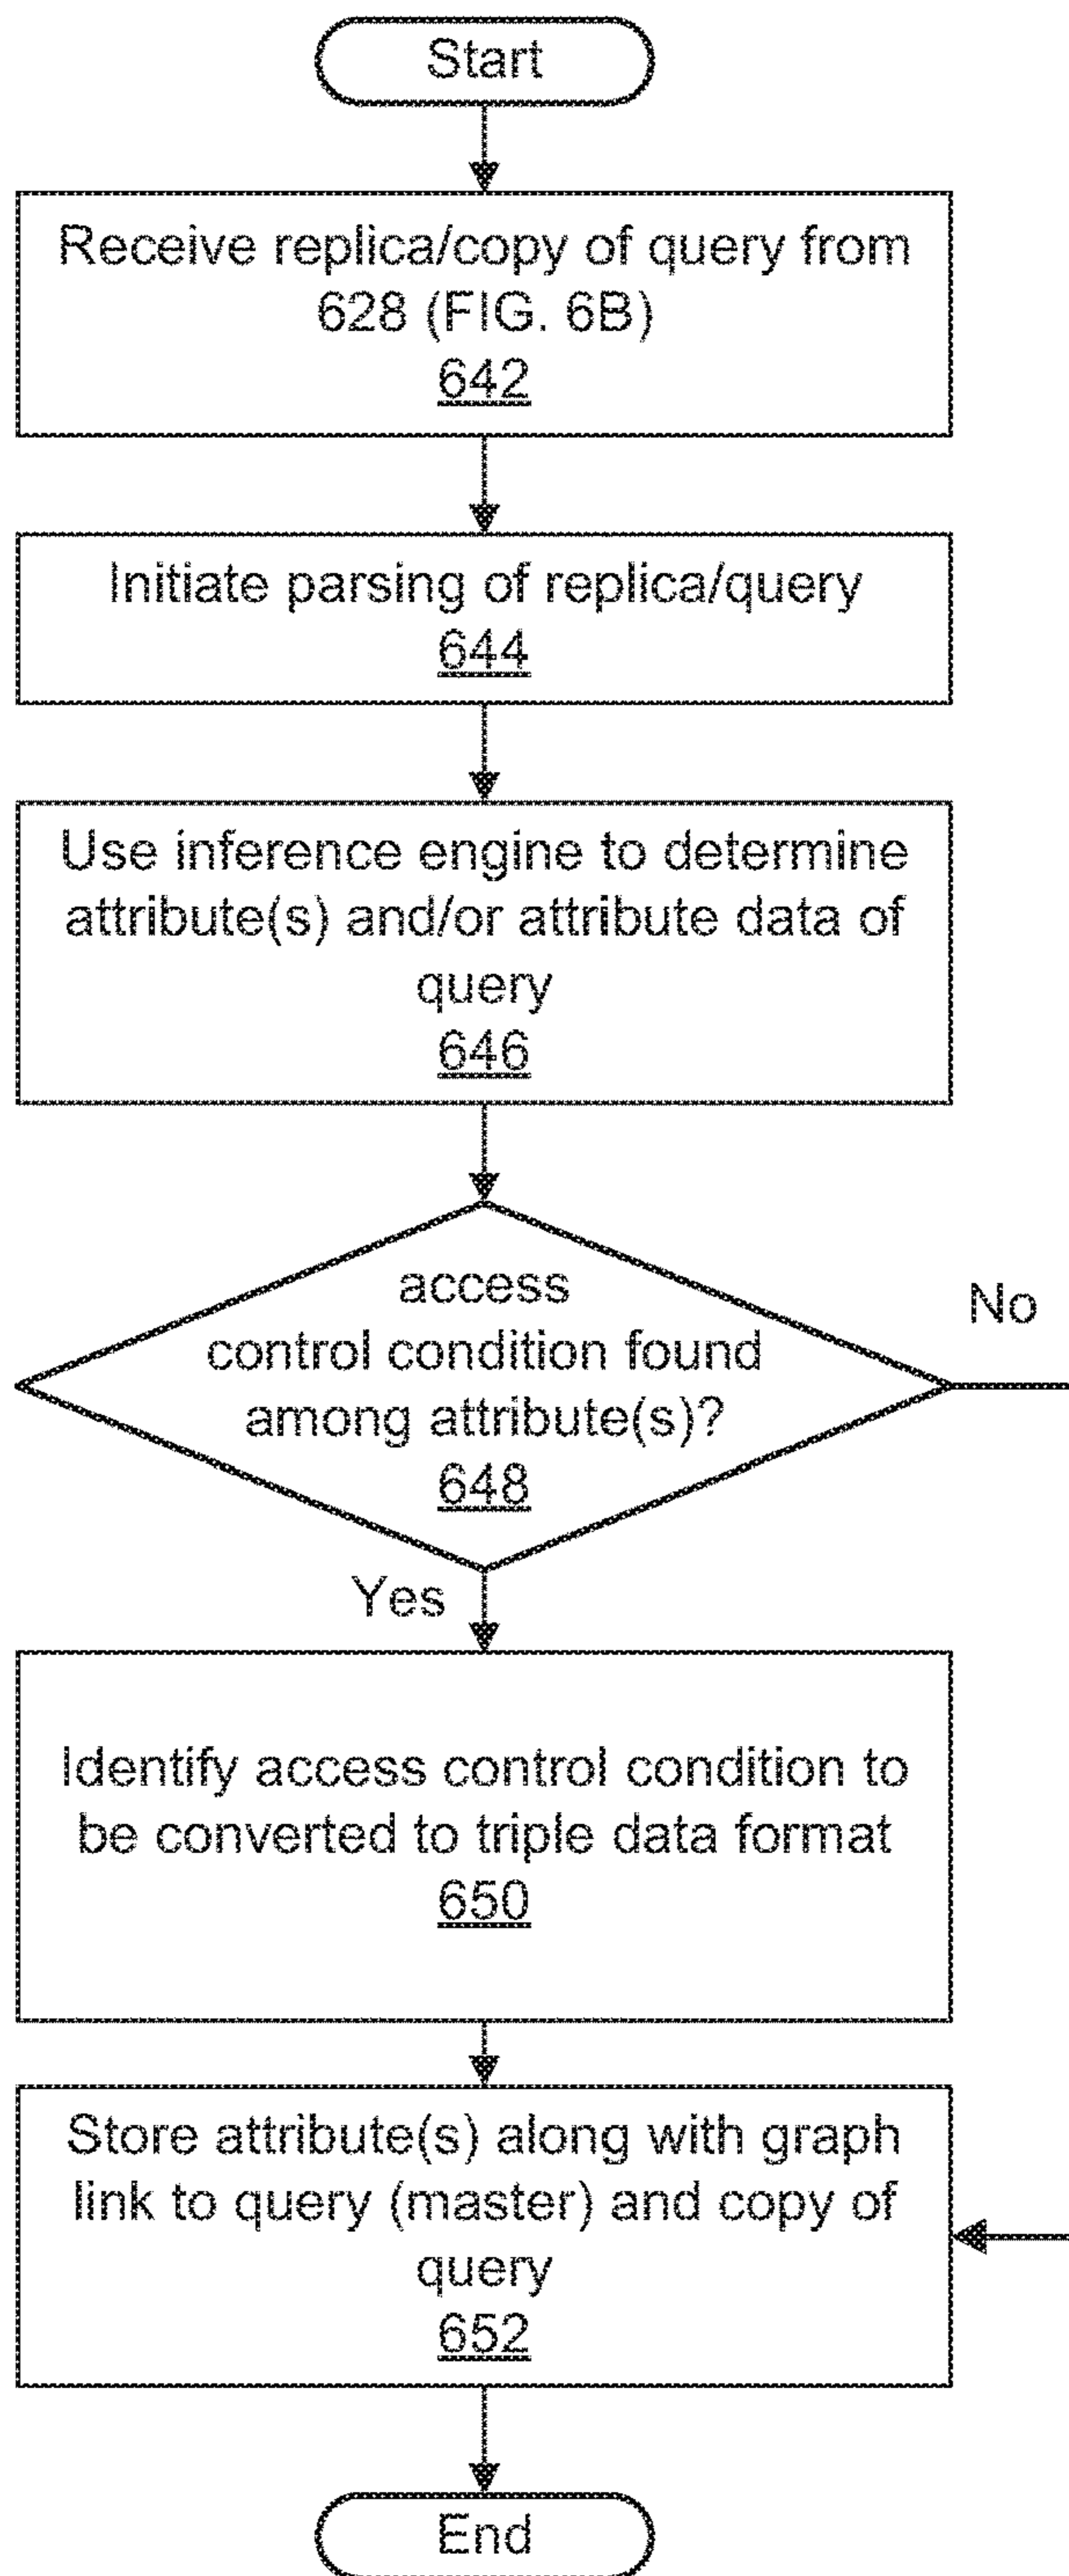 Start
Receive replica/copy of query from
628 (FIG. 6B)
642
Initiate parsing of replica/query
644
Use inference engine to determine
attribute(s) and/or attribute data of
query
646
access
control condition found
among attribute(s)?
648
No
Yes
Identify access control condition to
be converted to triple data format
650
Store attribute(s) along with graph
link to query (master) and copy of
query
652
End